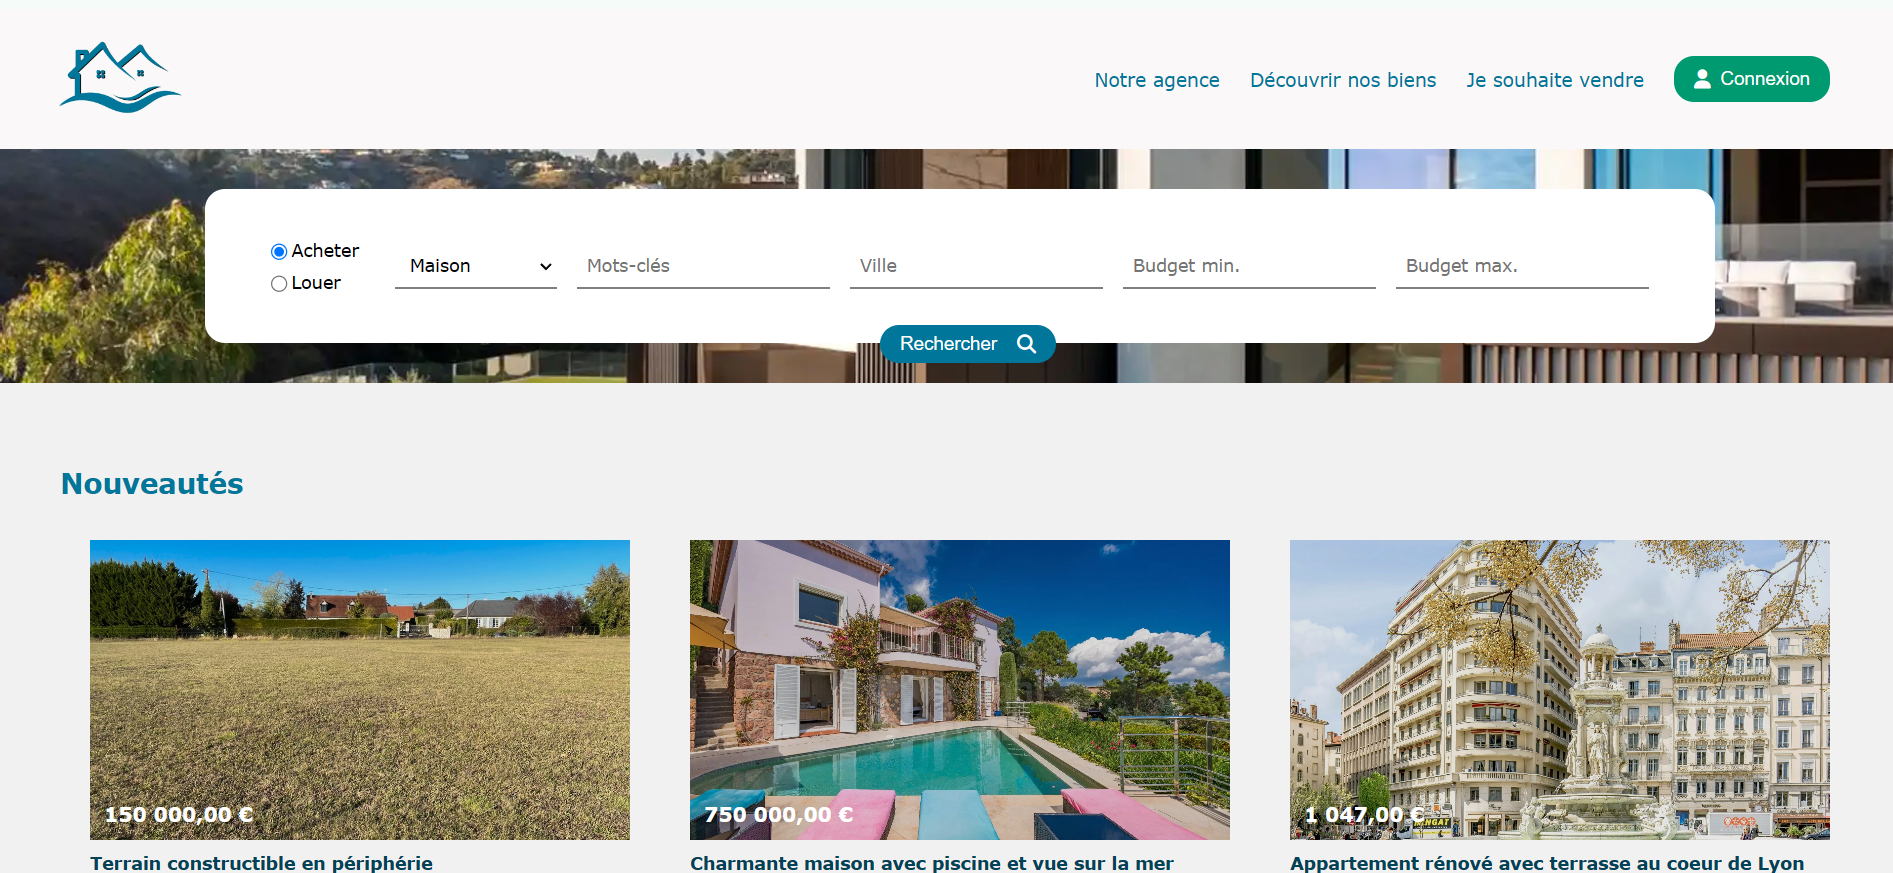 Notre agence
Découvrir nos biens
Je souhaite vendre
Connexion
Acheter
Louer
Maison
Mots-clés
Ville
Budget min.
Budget max.
Rechercher
Nouveautés
150 000,00 €
750 000,00 €
1 047,00 €
Terrain constructible en périphérie
Charmante maison avec piscine et vue sur la mer
Appartement rénové avec terrasse au coeur de Lyon